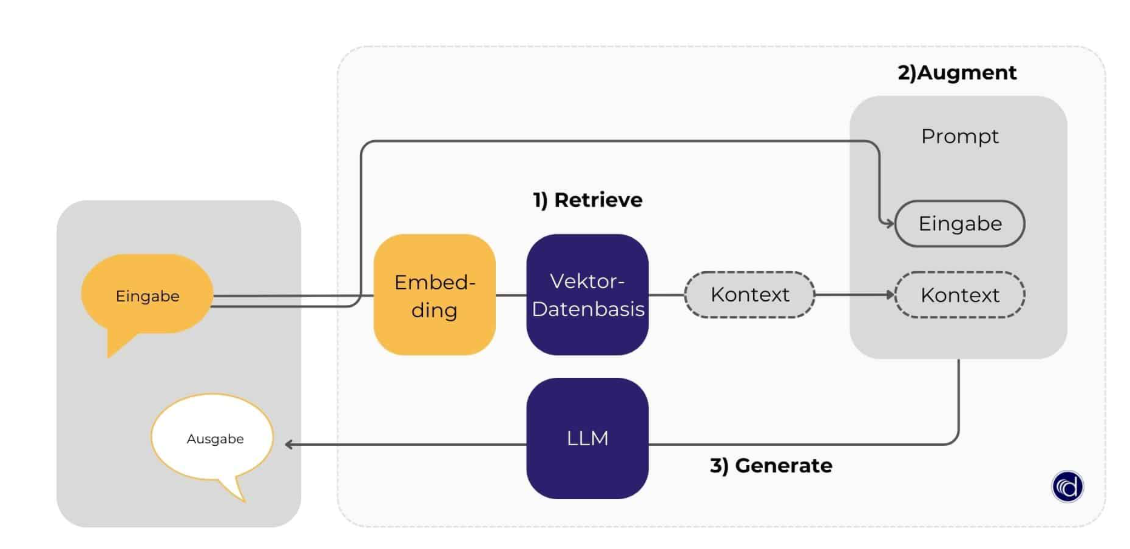 2)Augment
Prompt
1) Retrieve
Eingabe
Eingabe
Embed-
ding
Vektor-
Datenbasis
Kontext
Kontext
Ausgabe
LLM
3) Generate
d